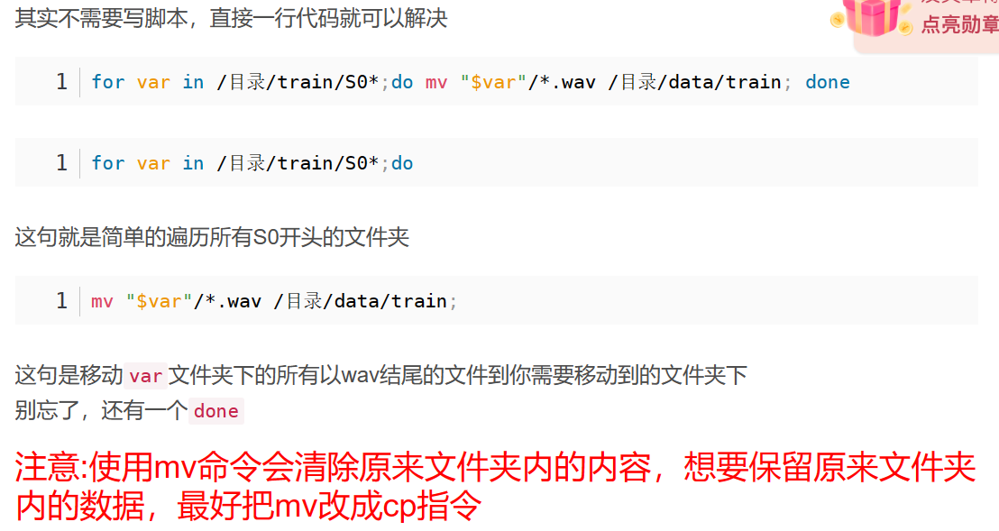 其实不需要写脚本，直接一行代码就可以解决
点亮勋章
1 for var in /目录/train/S0*;do mv "$var"/*.wav /目录/data/train; done
1 for var in /目录/train/S0*;do
这句就是简单的遍历所有S0开头的文件夹
1 mv "$var"/*.wav /目录/data/train;
这句是移动var文件夹下的所有以wav结尾的文件到你需要移动到的文件夹下
别忘了，还有一个done
注意:使用mv命令会清除原来文件夹内的内容，想要保留原来文件夹
内的数据，最好把mv改成cp指令